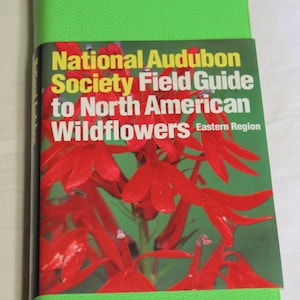 National Audubon
Society Field Guide
to North American
Wildflowers Eastern Region